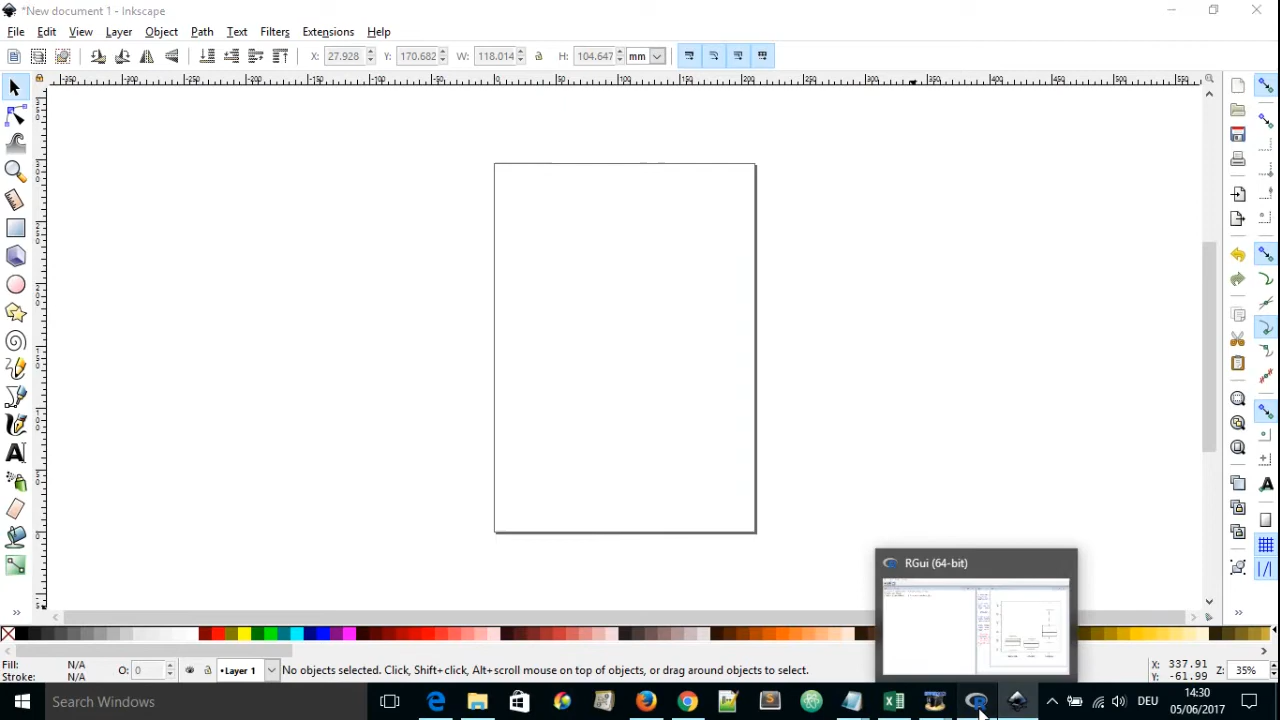 *New document 1 - Inkscape
File Edit View Layer Object Path Text Filters Extensions Help
X: 27.928 Y: 170.682 W: 118.014 H: 104.647 mm
RGui (64-bit)
Fill: N/A
Stroke: N/A
O: 0
•Layer 1
No objects selected. Click, Shift+click, Alt+scroll mouse on top of objects, or drag around objects to select.
X: 337.91
Y: -61.99
Z: 35%
Search Windows
DEU
14:30
05/06/2017